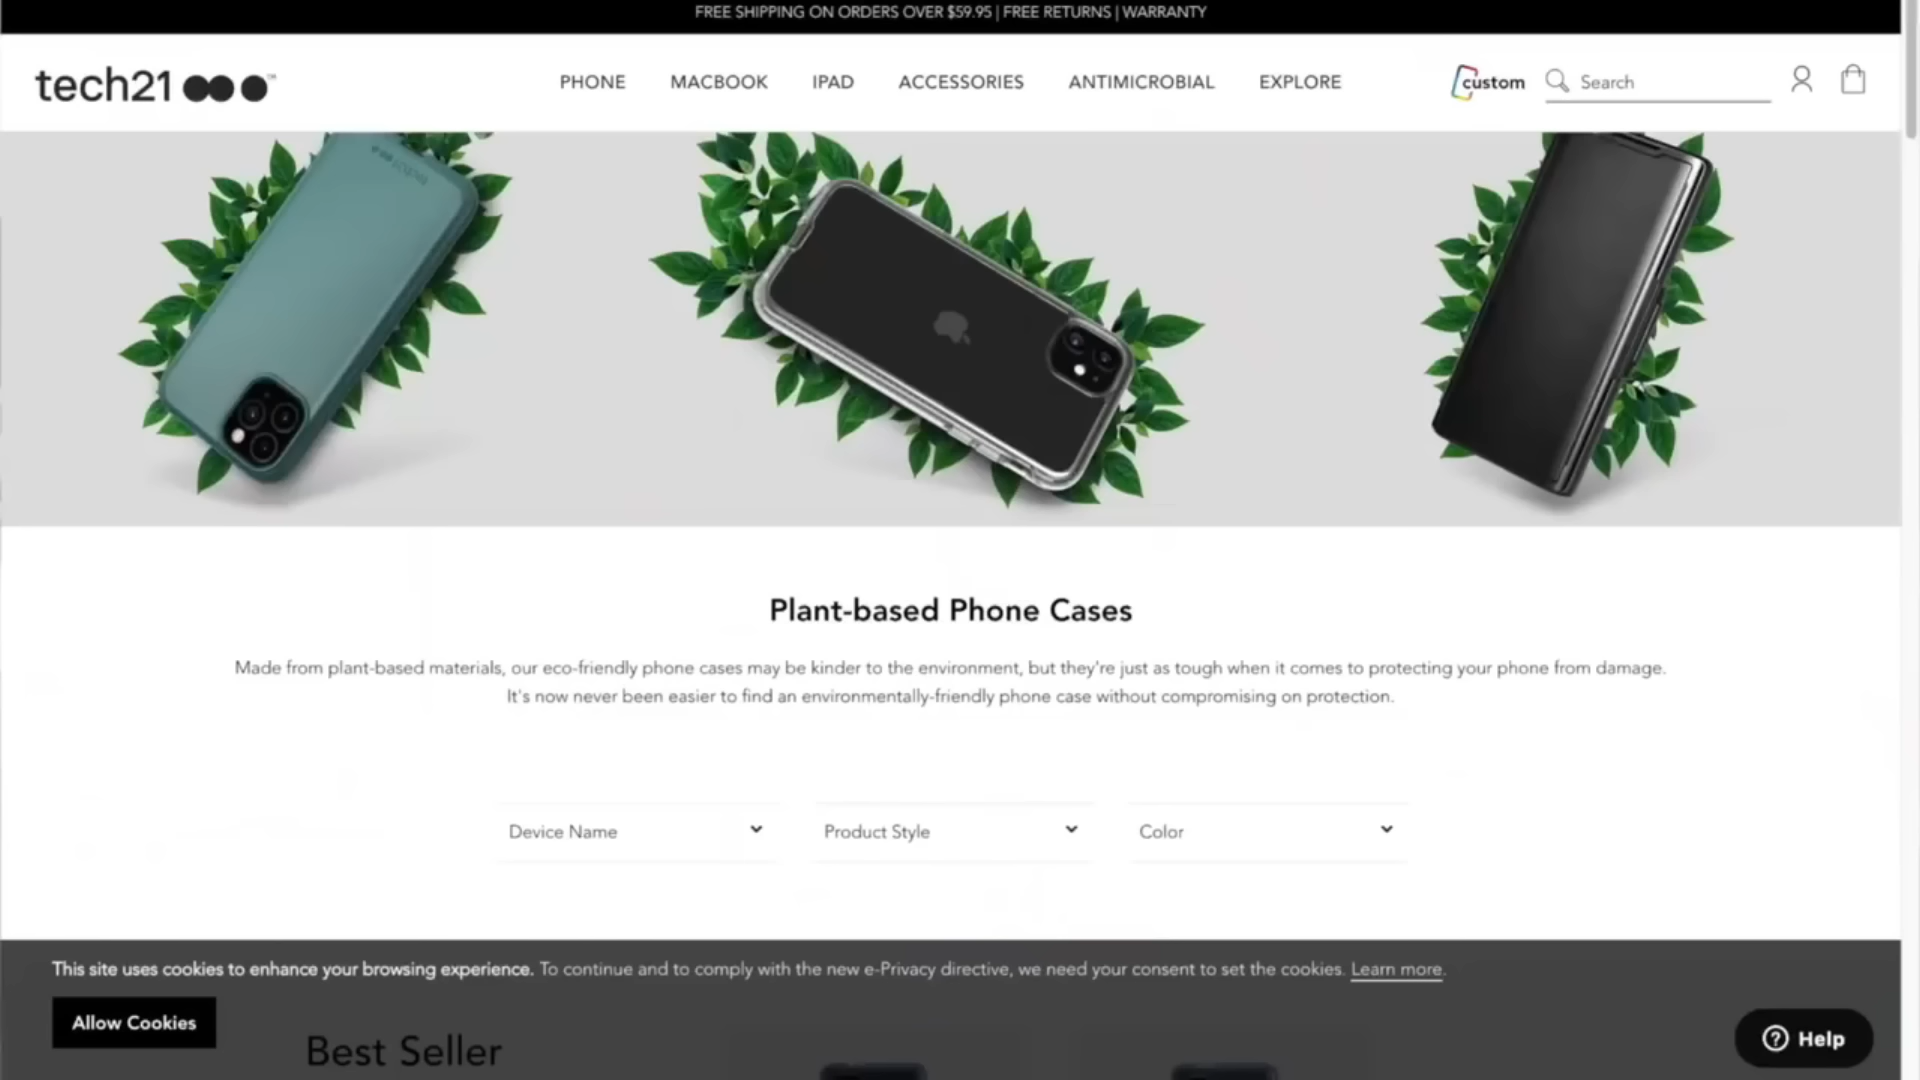 FREE SHIPPING ON ORDERS OVER $59.95 | FREE RETURNS | WARRANTY
tech21 ™
PHONE MACBOOK IPAD ACCESSORIES ANTIMICROBIAL EXPLORE custom Search
tech21
Plant-based Phone Cases
Made from plant-based materials, our eco-friendly phone cases may be kinder to the environment, but they're just as tough when it comes to protecting your phone from damage.
It's now never been easier to find an environmentally-friendly phone case without compromising on protection.
Device Name Product Style Color
This site uses cookies to enhance your browsing experience. To continue and to comply with the new e-Privacy directive, we need your consent to set the cookies. Learn more.
Allow Cookies
Best Seller
? Help